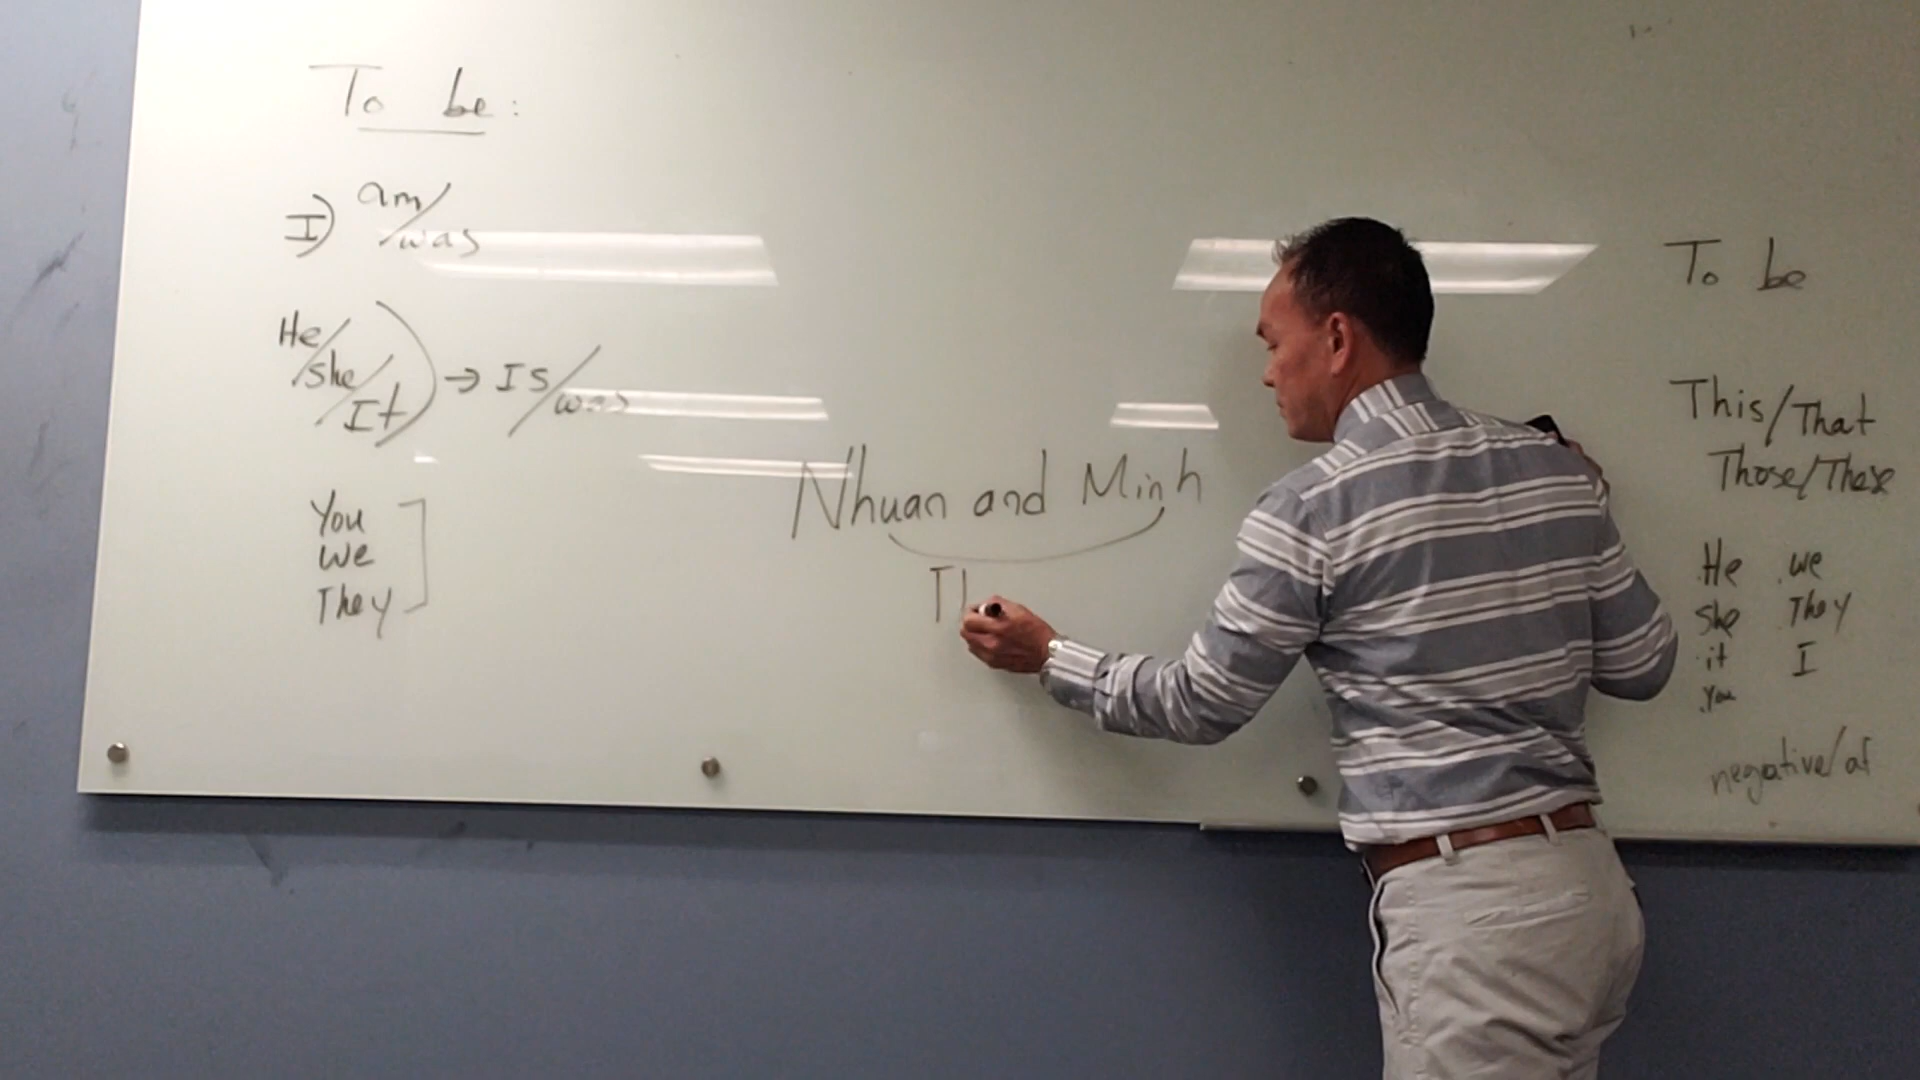 To be:
I) am/was
He/she/It) → Is/was
You
We
They
Nhuan and Minh
Th
To be
This/That
Those/These
He we
she They
it I
you
negative/af